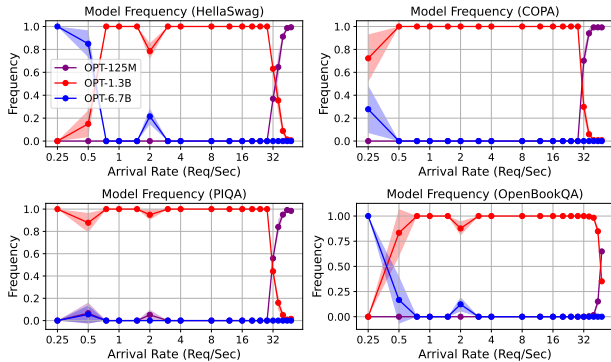 Model Frequency (HellaSwag)
Frequency
1.0
0.8
0.6
0.4
0.2
0.0
OPT-125M
OPT-1.3B
OPT-6.7B
0.25 0.5 1 2 4 8 16 32
Arrival Rate (Req/Sec)
Model Frequency (COPA)
Frequency
1.0
0.8
0.6
0.4
0.2
0.0
0.25 0.5 1 2 4 8 16 32
Arrival Rate (Req/Sec)
Model Frequency (PIQA)
Frequency
1.0
0.8
0.6
0.4
0.2
0.0
0.25 0.5 1 2 4 8 16 32
Arrival Rate (Req/Sec)
Model Frequency (OpenBookQA)
Frequency
1.00
0.75
0.50
0.25
0.00
0.25 0.5 1 2 4 8 16 32
Arrival Rate (Req/Sec)